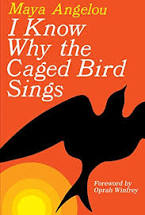 Maya Angelou
I Know
Why the
Caged Bird
Sings
Foreword by
Oprah Winfrey